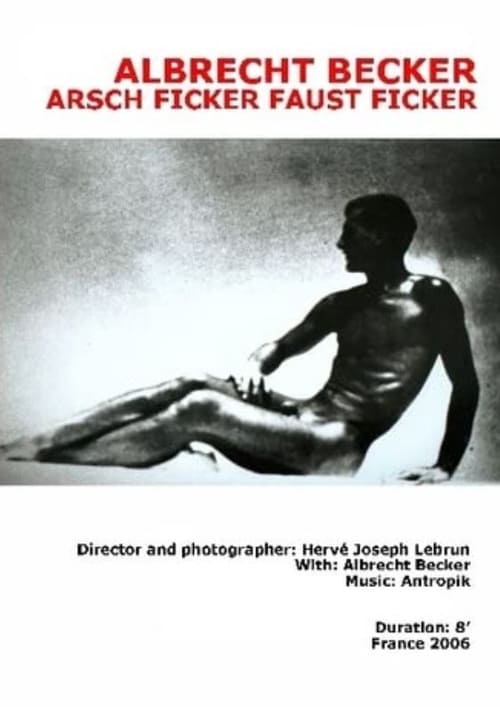 ALBRECHT BECKER
ARSCH FICKER FAUST FICKER
Director and photographer: Hervé Joseph Lebrun
With: Albrecht Becker
Music: Antropik
Duration: 8'
France 2006